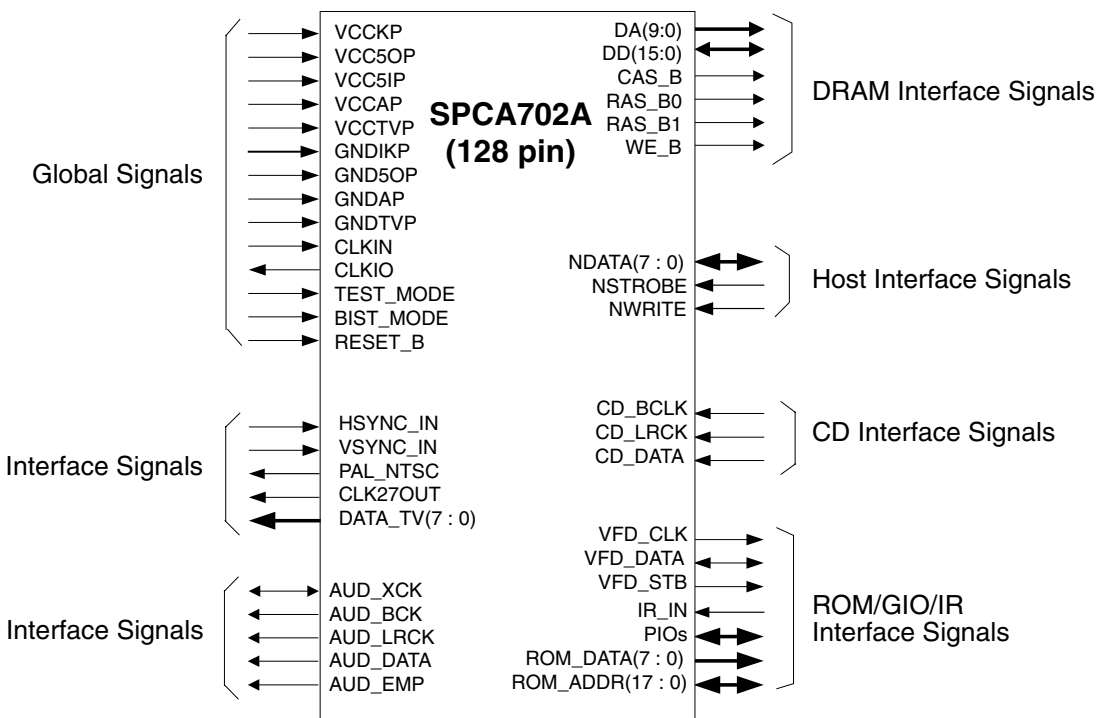 Global Signals
VCCKP
VCC5OP
VCC5IP
VCCAP
VCCTVP
GNDIKP
GND5OP
GNDAP
GNDTVP
CLKIN
CLKIO
TEST_MODE
BIST_MODE
RESET_B
Interface Signals
HSYNC_IN
VSYNC_IN
PAL_NTSC
CLK27OUT
DATA_TV(7 : 0)
Interface Signals
AUD_XCK
AUD_BCK
AUD_LRCK
AUD_DATA
AUD_EMP
SPCA702A
(128 pin)
DA(9:0)
DD(15:0)
CAS_B
RAS_B0
RAS_B1
WE_B
DRAM Interface Signals
NDATA(7 : 0)
NSTROBE
NWRITE
Host Interface Signals
CD_BCLK
CD_LRCK
CD_DATA
CD Interface Signals
VFD_CLK
VFD_DATA
VFD_STB
IR_IN
PIOs
ROM_DATA(7 : 0)
ROM_ADDR(17 : 0)
ROM/GIO/IR
Interface Signals